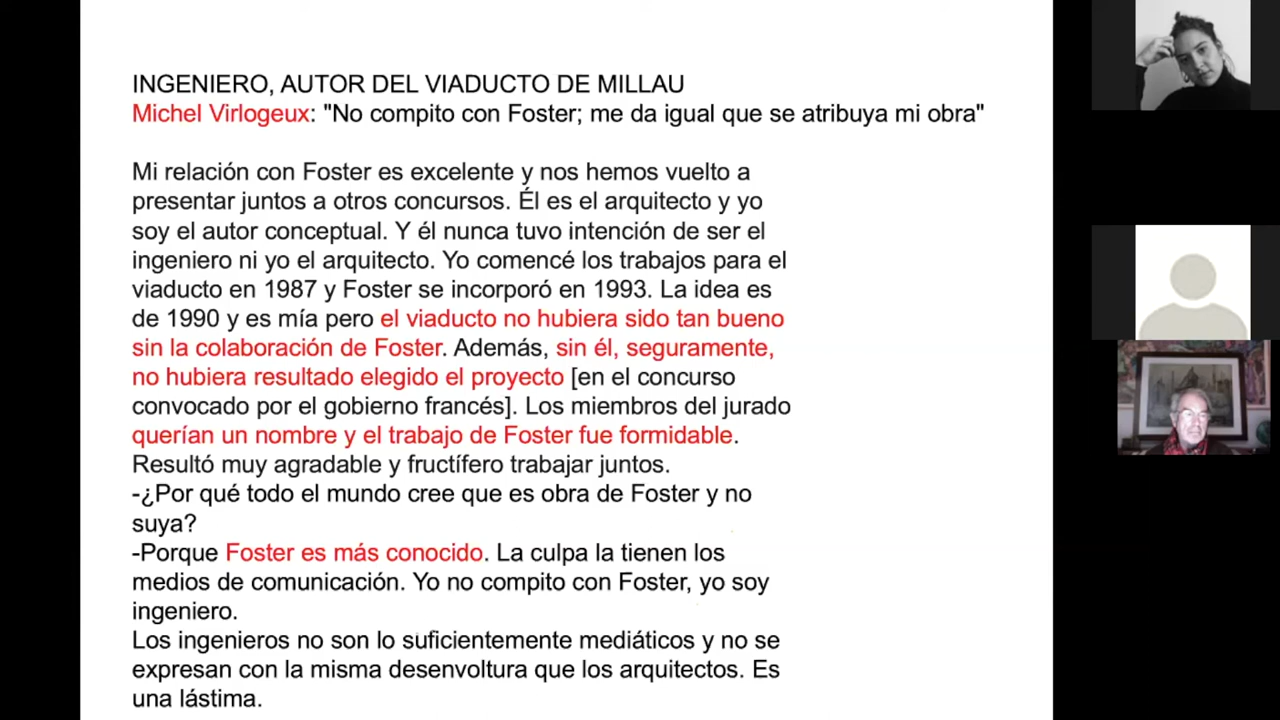 INGENIERO, AUTOR DEL VIADUCTO DE MILLAU
Michel Virlogeux: "No compito con Foster; me da igual que se atribuya mi obra"
Mi relación con Foster es excelente y nos hemos vuelto a
presentar juntos a otros concursos. Él es el arquitecto y yo
soy el autor conceptual. Y él nunca tuvo intención de ser el
ingeniero ni yo el arquitecto. Yo comencé los trabajos para el
viaducto en 1987 y Foster se incorporó en 1993. La idea es
de 1990 y es mía pero el viaducto no hubiera sido tan bueno
sin la colaboración de Foster. Además, sin él, seguramente,
no hubiera resultado elegido el proyecto [en el concurso
convocado por el gobierno francés]. Los miembros del jurado
querían un nombre y el trabajo de Foster fue formidable.
Resultó muy agradable y fructífero trabajar juntos.
-¿Por qué todo el mundo cree que es obra de Foster y no
suya?
-Porque Foster es más conocido. La culpa la tienen los
medios de comunicación. Yo no compito con Foster, yo soy
ingeniero.
Los ingenieros no son lo suficientemente mediáticos y no se
expresan con la misma desenvoltura que los arquitectos. Es
una lástima.